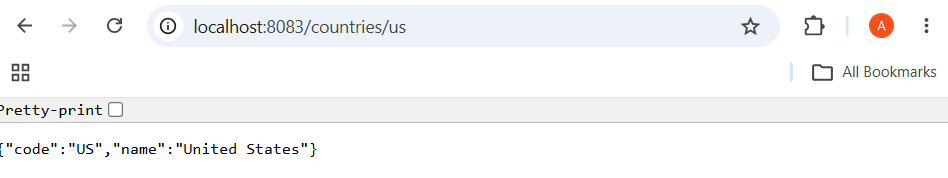 localhost:8083/countries/us
A
All Bookmarks
Pretty-print
{"code":"US","name":"United States"}